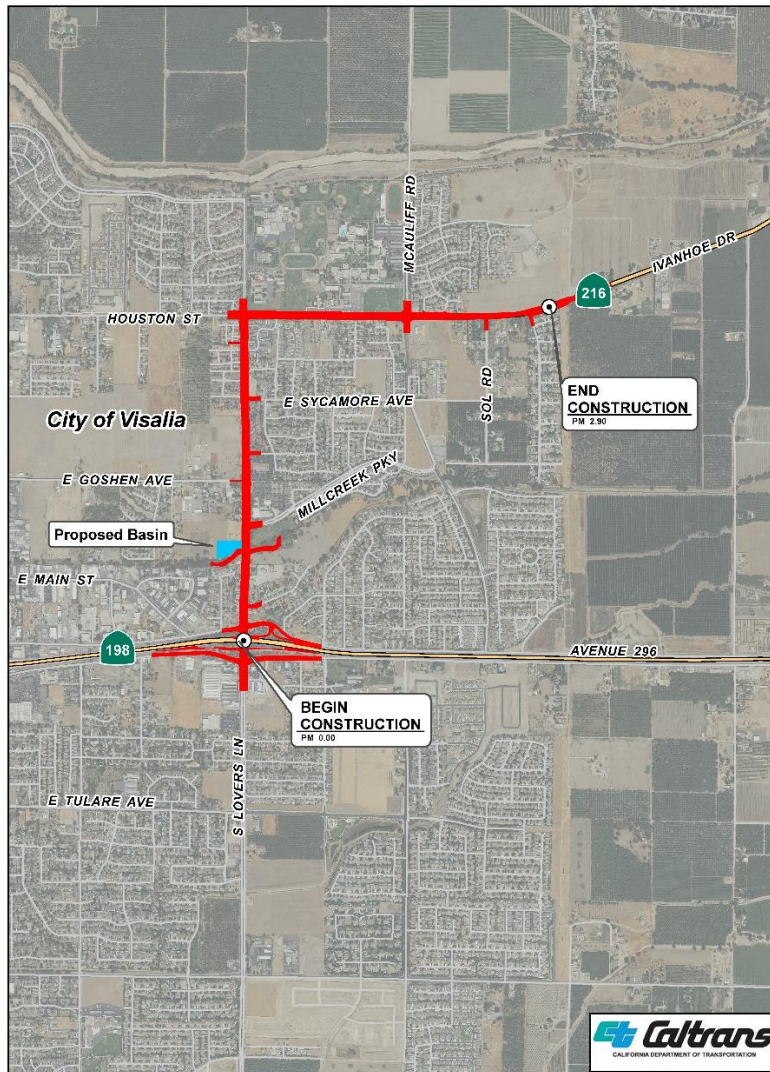 MCAULIFF RD
IVANHOE DR
216
HOUSTON ST
END
CONSTRUCTION
PM 2.90
E SYCAMORE AVE
SOL RD
City of Visalia
E GOSHEN AVE
MILLCREEK PKY
Proposed Basin
E MAIN ST
198
AVENUE 296
BEGIN
CONSTRUCTION
PM 0.00
S LOVERS LN
E TULARE AVE
ct Caltrans
CALIFORNIA DEPARTMENT OF TRANSPORTATION